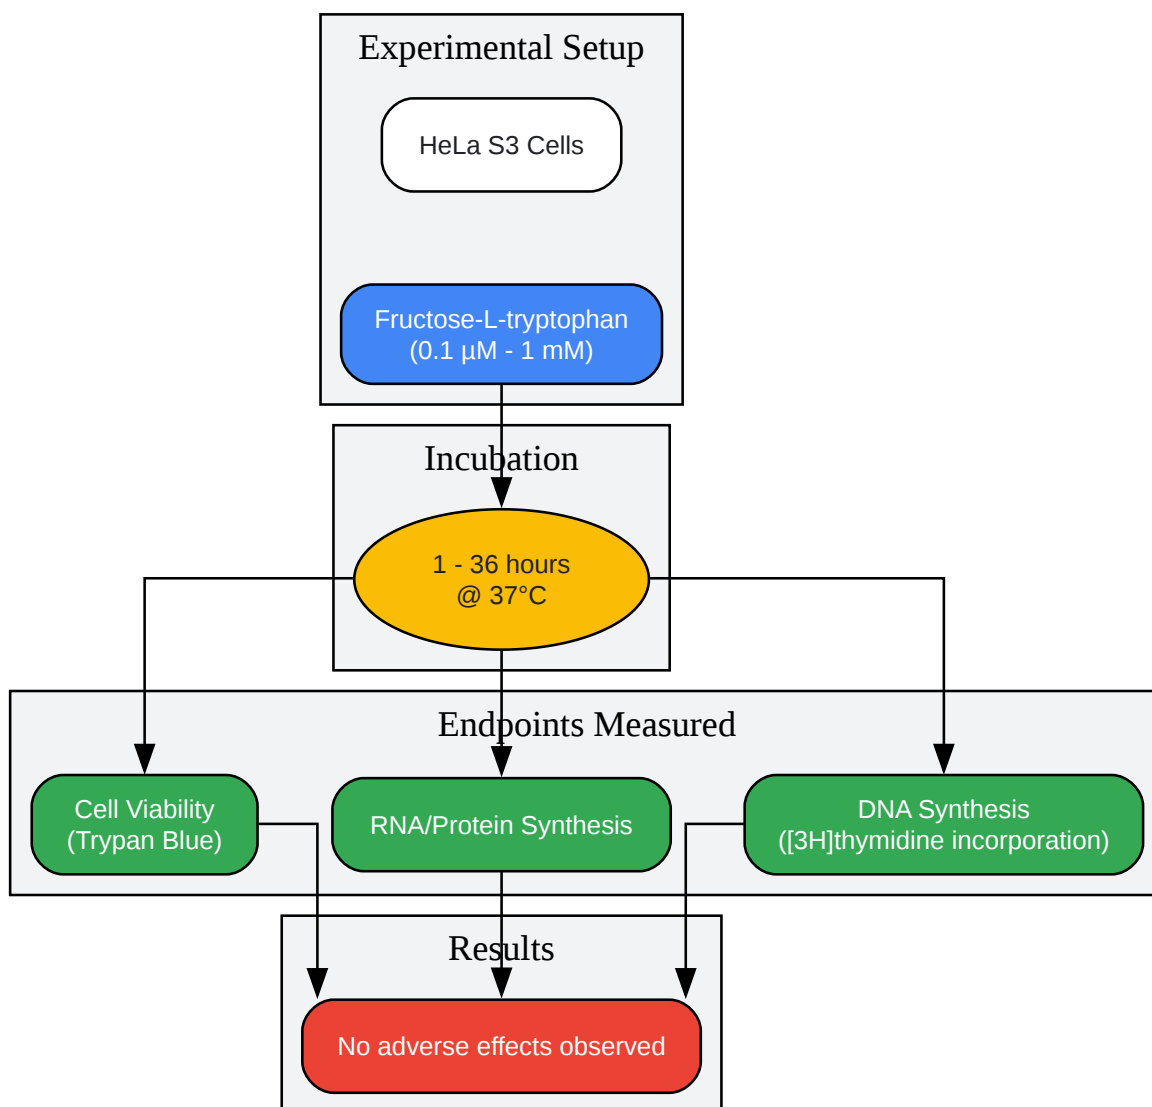 Experimental Setup
HeLa S3 Cells
Fructose-L-tryptophan
(0.1 µM - 1 mM)
Incubation
1 - 36 hours
@ 37°C
Endpoints Measured
Cell Viability
(Trypan Blue)
RNA/Protein Synthesis
DNA Synthesis
([3H]thymidine incorporation)
Results
No adverse effects observed